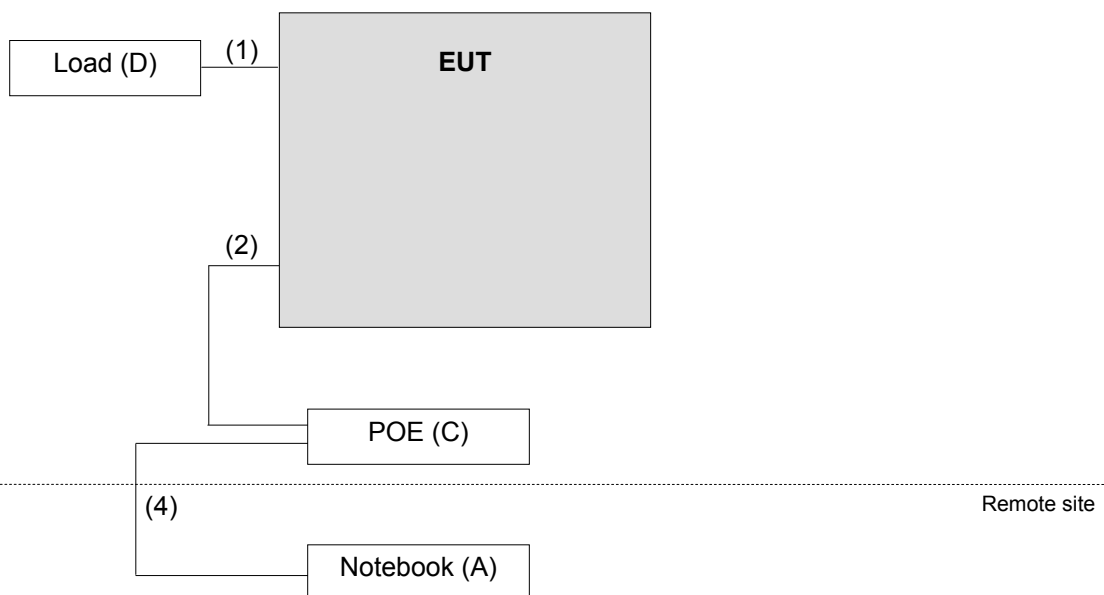 Load (D)
(1)
EUT
(2)
POE (C)
(4)
Remote site
Notebook (A)